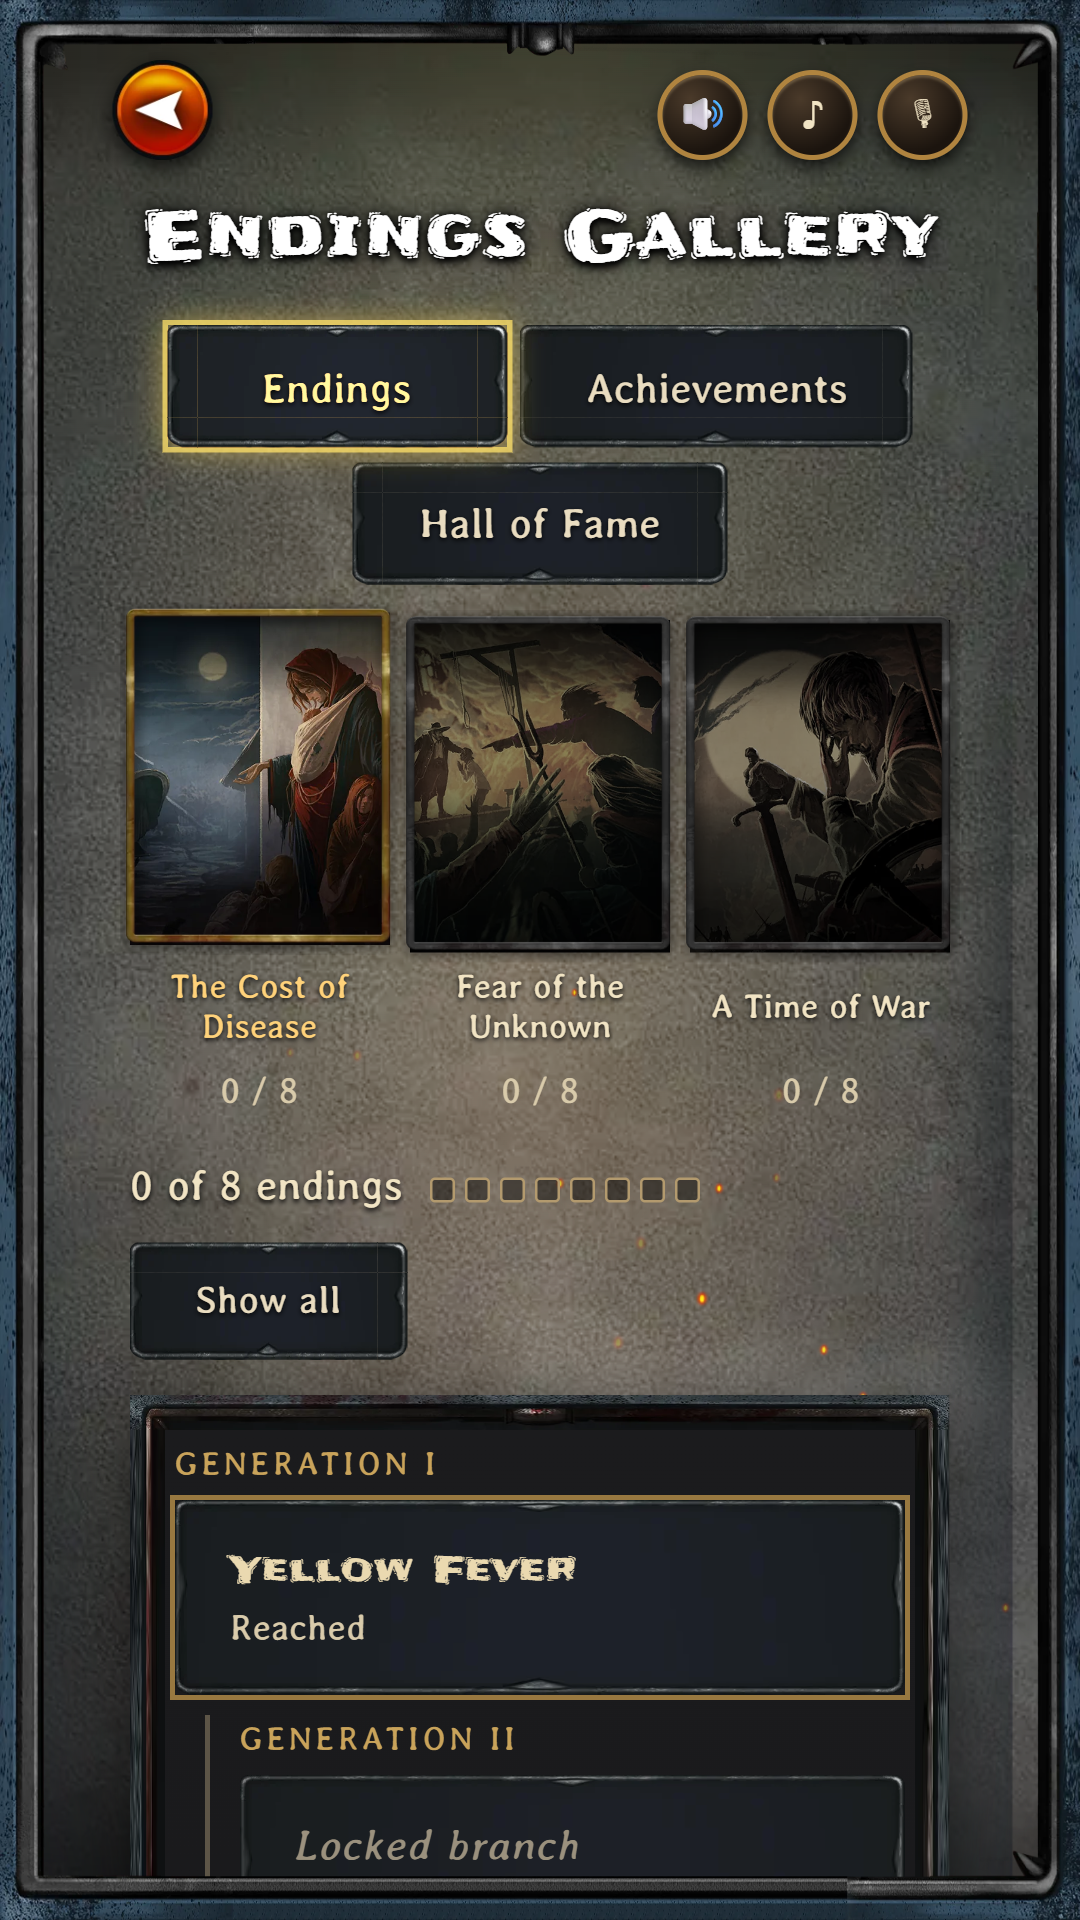 Endings Gallery
Endings
Achievements
Hall of Fame
The Cost of
Disease
Fear of the
Unknown
A Time of War
0 / 8
0 / 8
0 / 8
0 of 8 endings
Show all
GENERATION I
Yellow Fever
Reached
GENERATION II
Locked branch